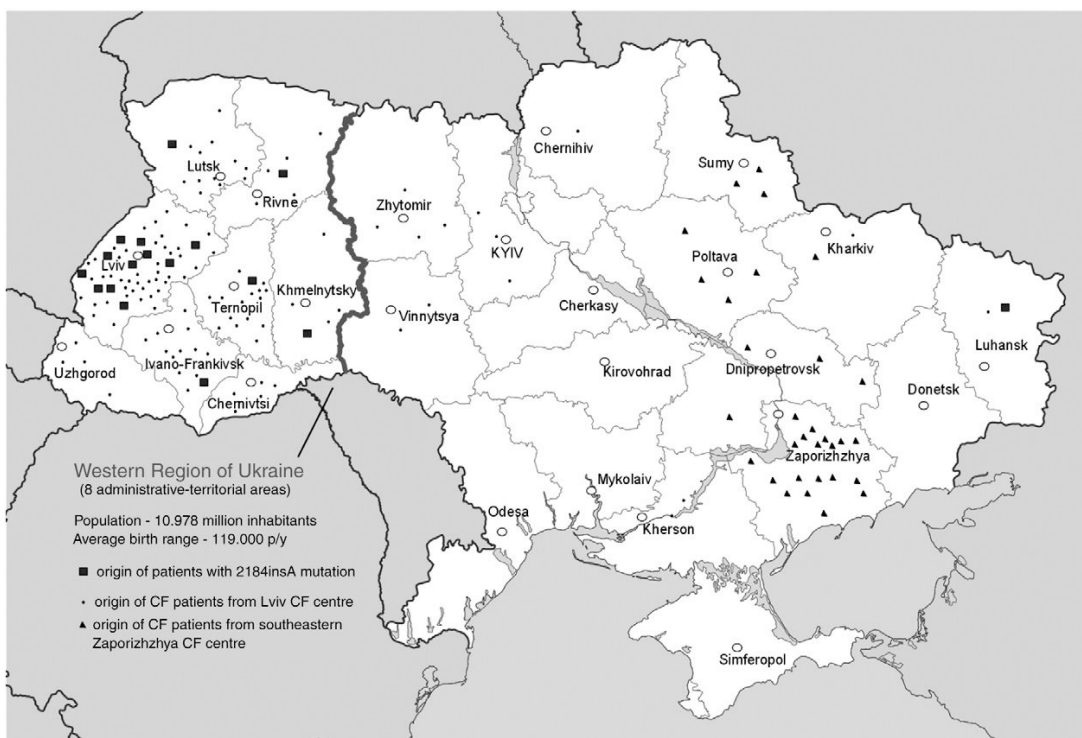 Chernihiv
Sumy
Lutsk
Rivne
Zhytomir
KYIV
Kharkiv
Poltava
Lviv
Ternopil
Khmelnytsky
Cherkasy
Vinnytsya
Luhansk
Ivano-Frankivsk
Uzhgorod
Kirovohrad
Dnipropetrovsk
Donetsk
Chernivtsi
Zaporizhzhya
Western Region of Ukraine
(8 administrative-territorial areas)
Mykolaiv
Odesa
Kherson
Population - 10.978 million inhabitants
Average birth range - 119.000 p/y
origin of patients with 2184insA mutation
origin of CF patients from Lviv CF centre
origin of CF patients from southeastern
Zaporizhzhya CF centre
Simferopol